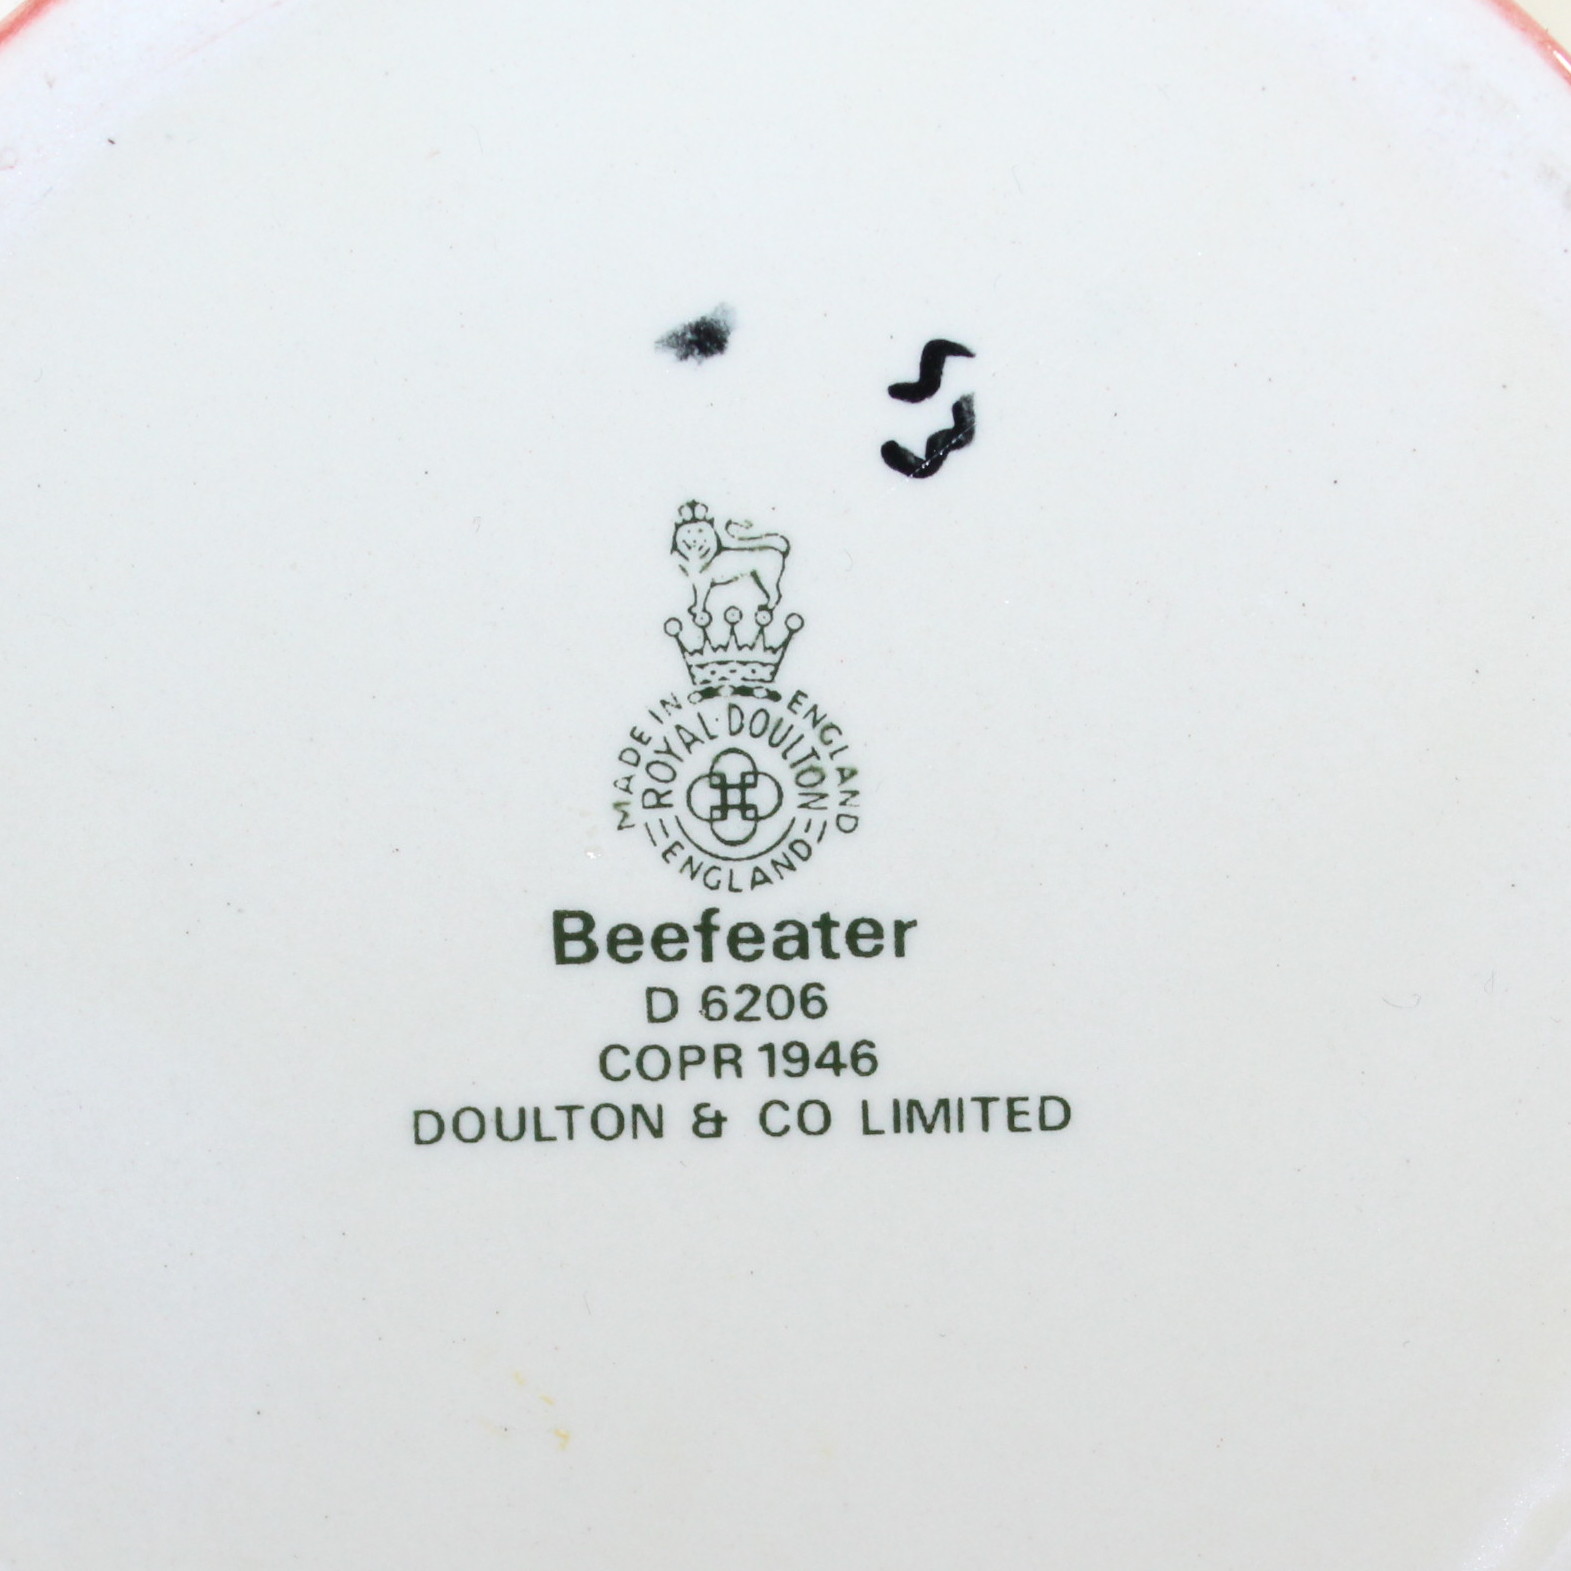 MADE IN ENGLAND
ROYAL DOULTON
ENGLAND
Beefeater
D 6206
COPR 1946
DOULTON & CO LIMITED